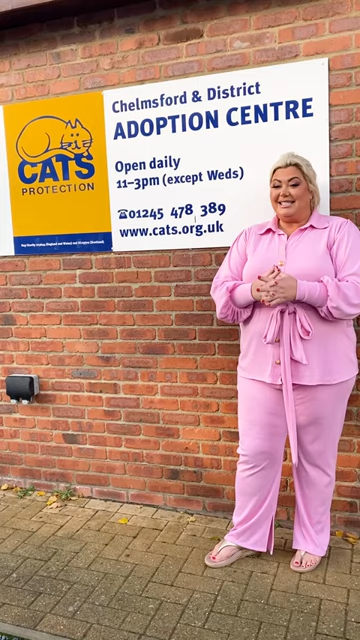 CATS
PROTECTION
Chelmsford & District
ADOPTION CENTRE
Open daily
11-3pm (except Weds)
☎01245 478 389
www.cats.org.uk